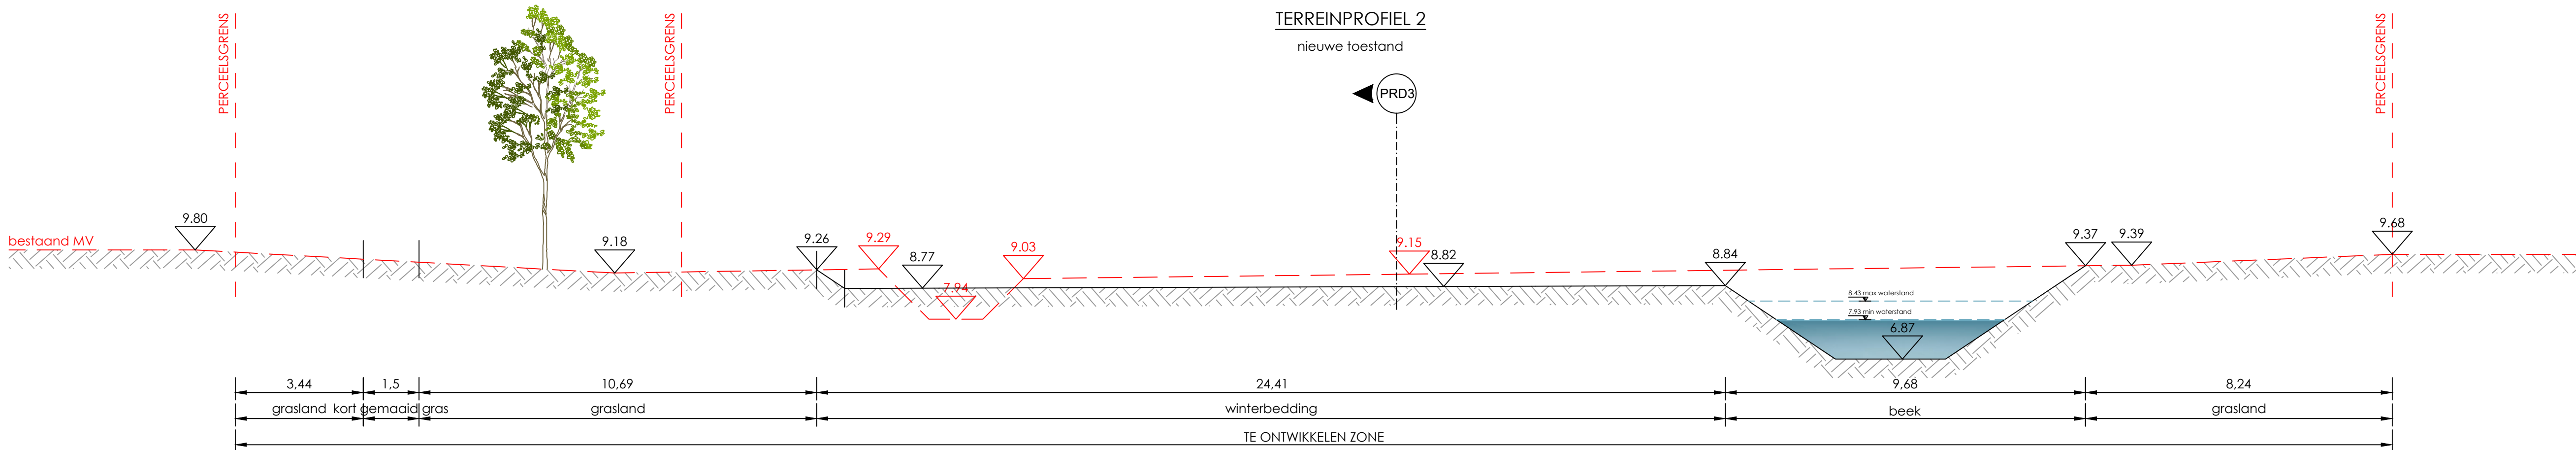 TERREINPROFIEL 2
nieuwe toestand
PRD3
PERCEELSGRENS
PERCEELSGRENS
PERCEELSGRENS
bestaand MV
9.80
9.18
9.26
9.29
8.77
7.94
9.03
9.15
8.82
8.84
9.37
9.39
9.68
8.43 max waterstand
7.93 min waterstand
6.87
3,44 1,5 10,69 24,41 9,68 8,24
grasland kort gemaaid gras grasland winterbedding beek grasland
TE ONTWIKKELEN ZONE